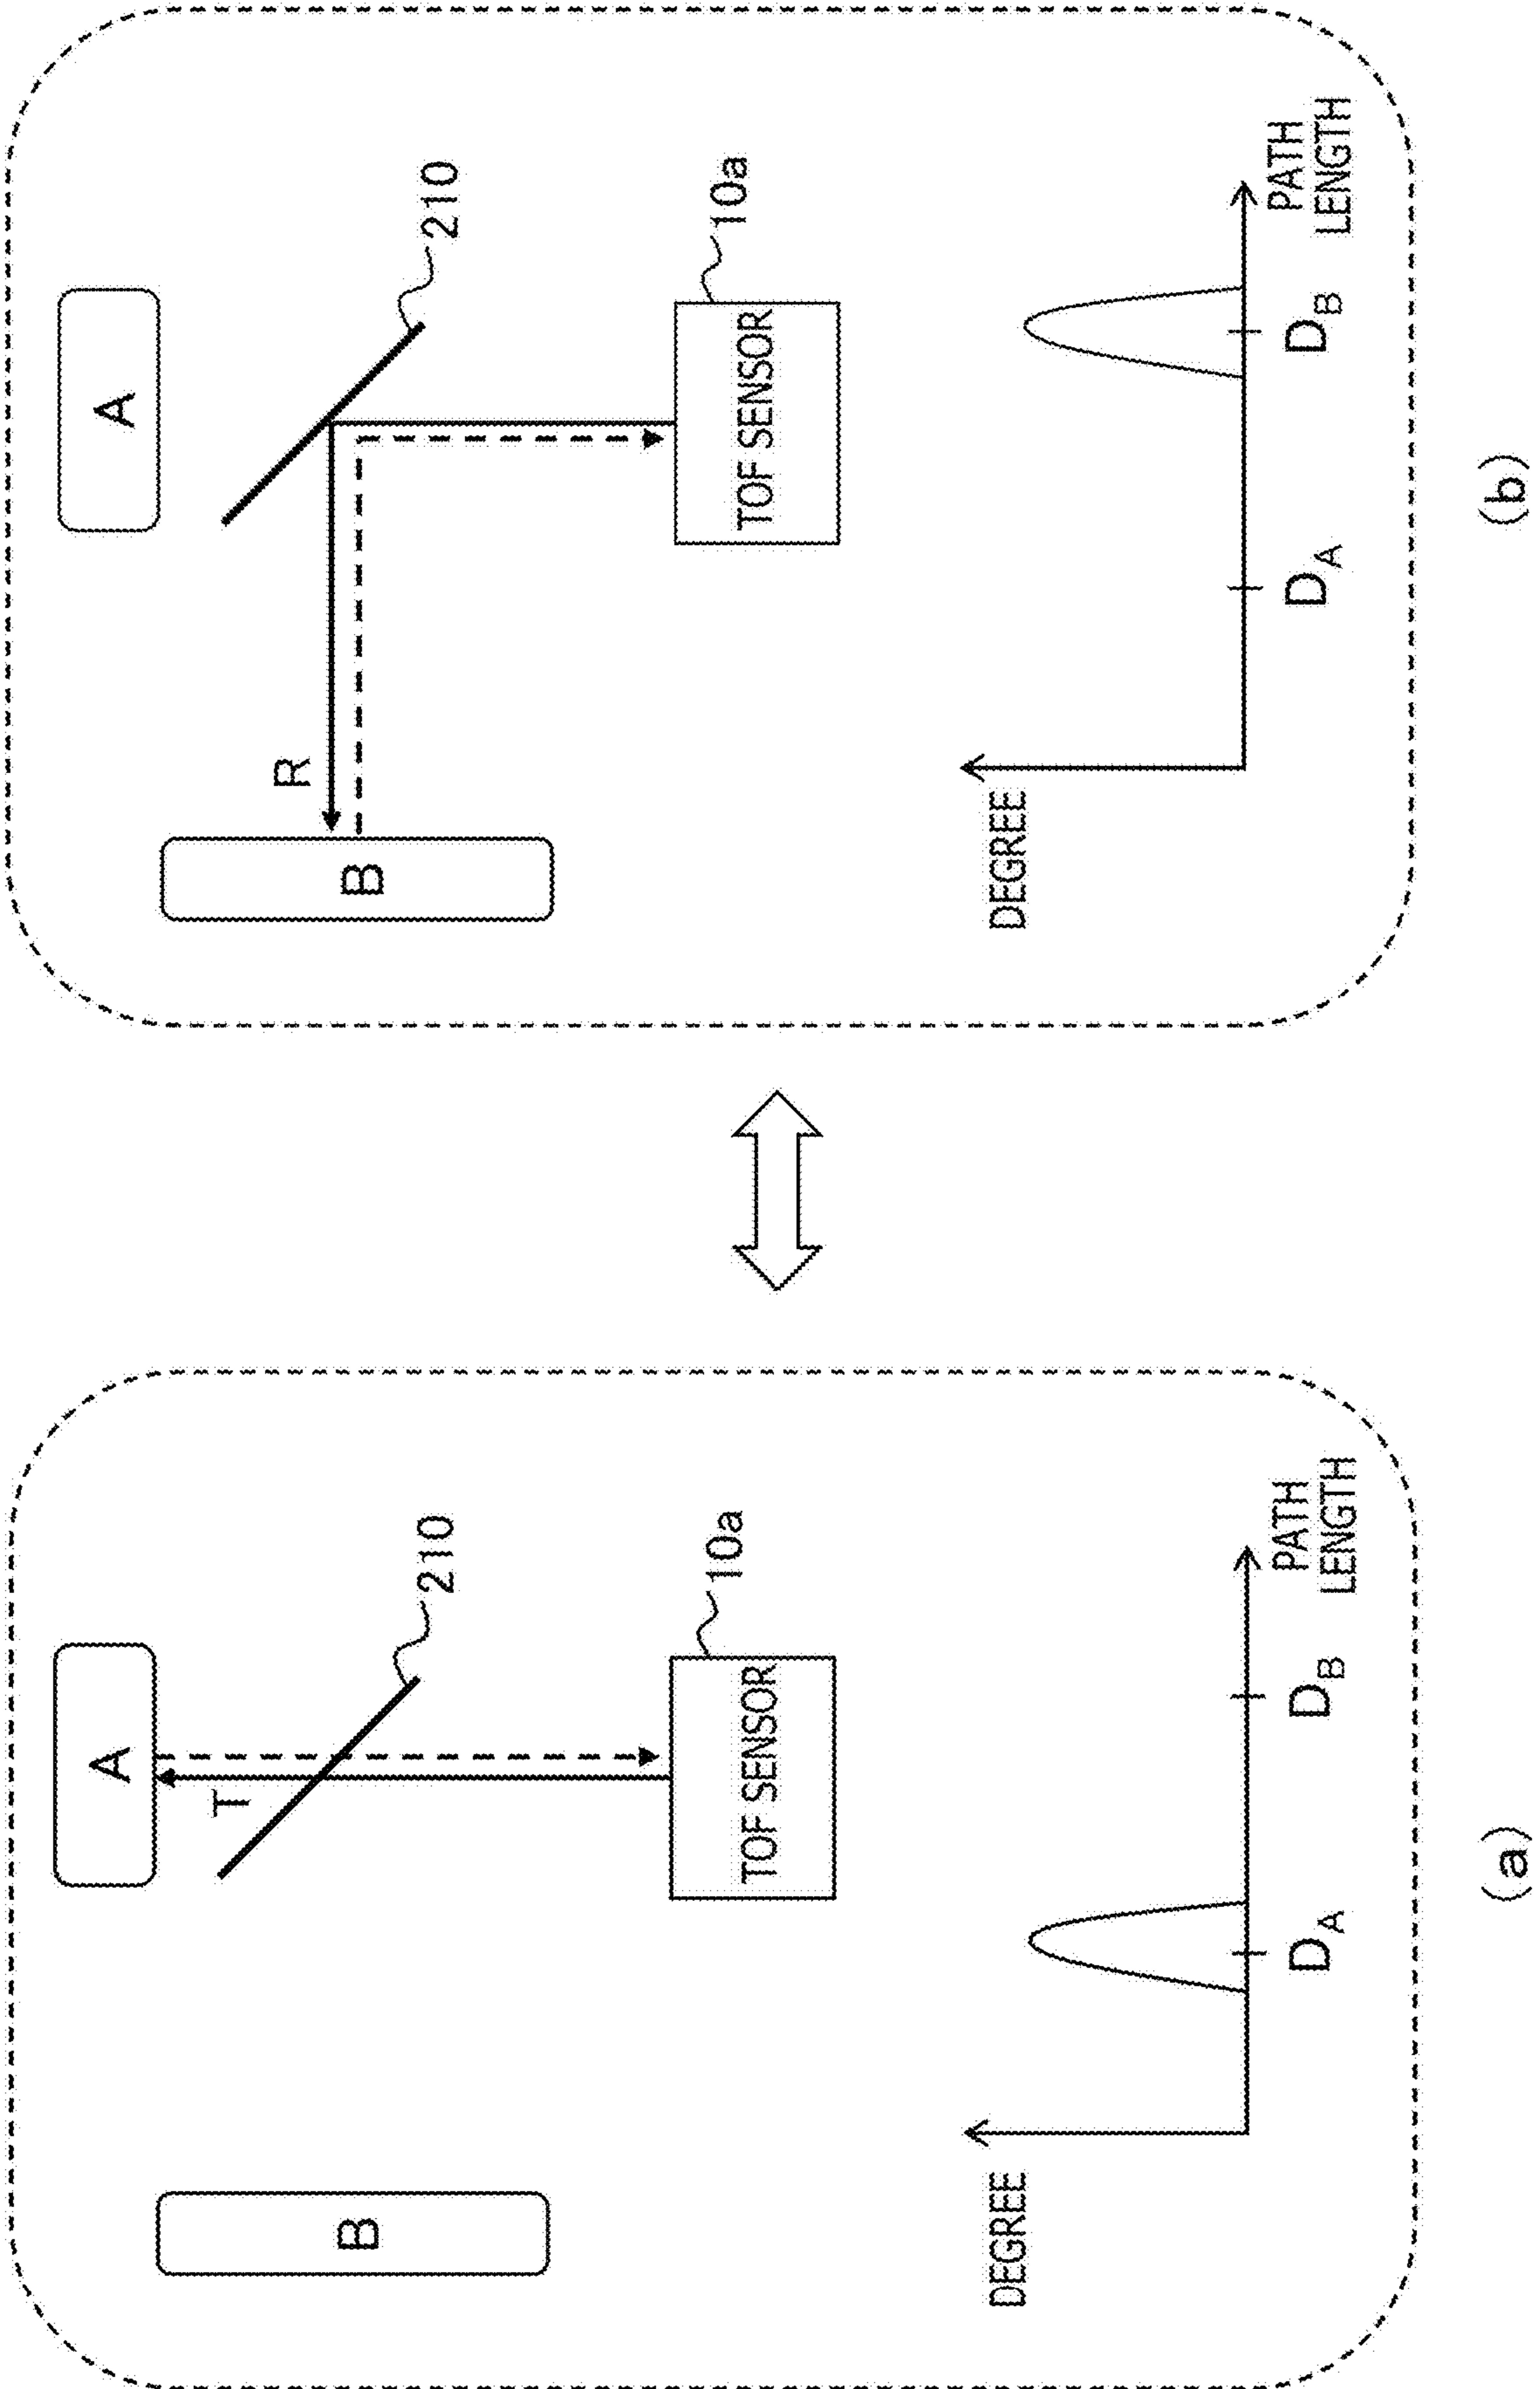 A
T
210
B
10a
TOF SENSOR
DEGREE
D_A
D_B
PATH
LENGTH
(a)
A
210
R
B
10a
TOF SENSOR
DEGREE
D_A
D_B
PATH
LENGTH
(b)